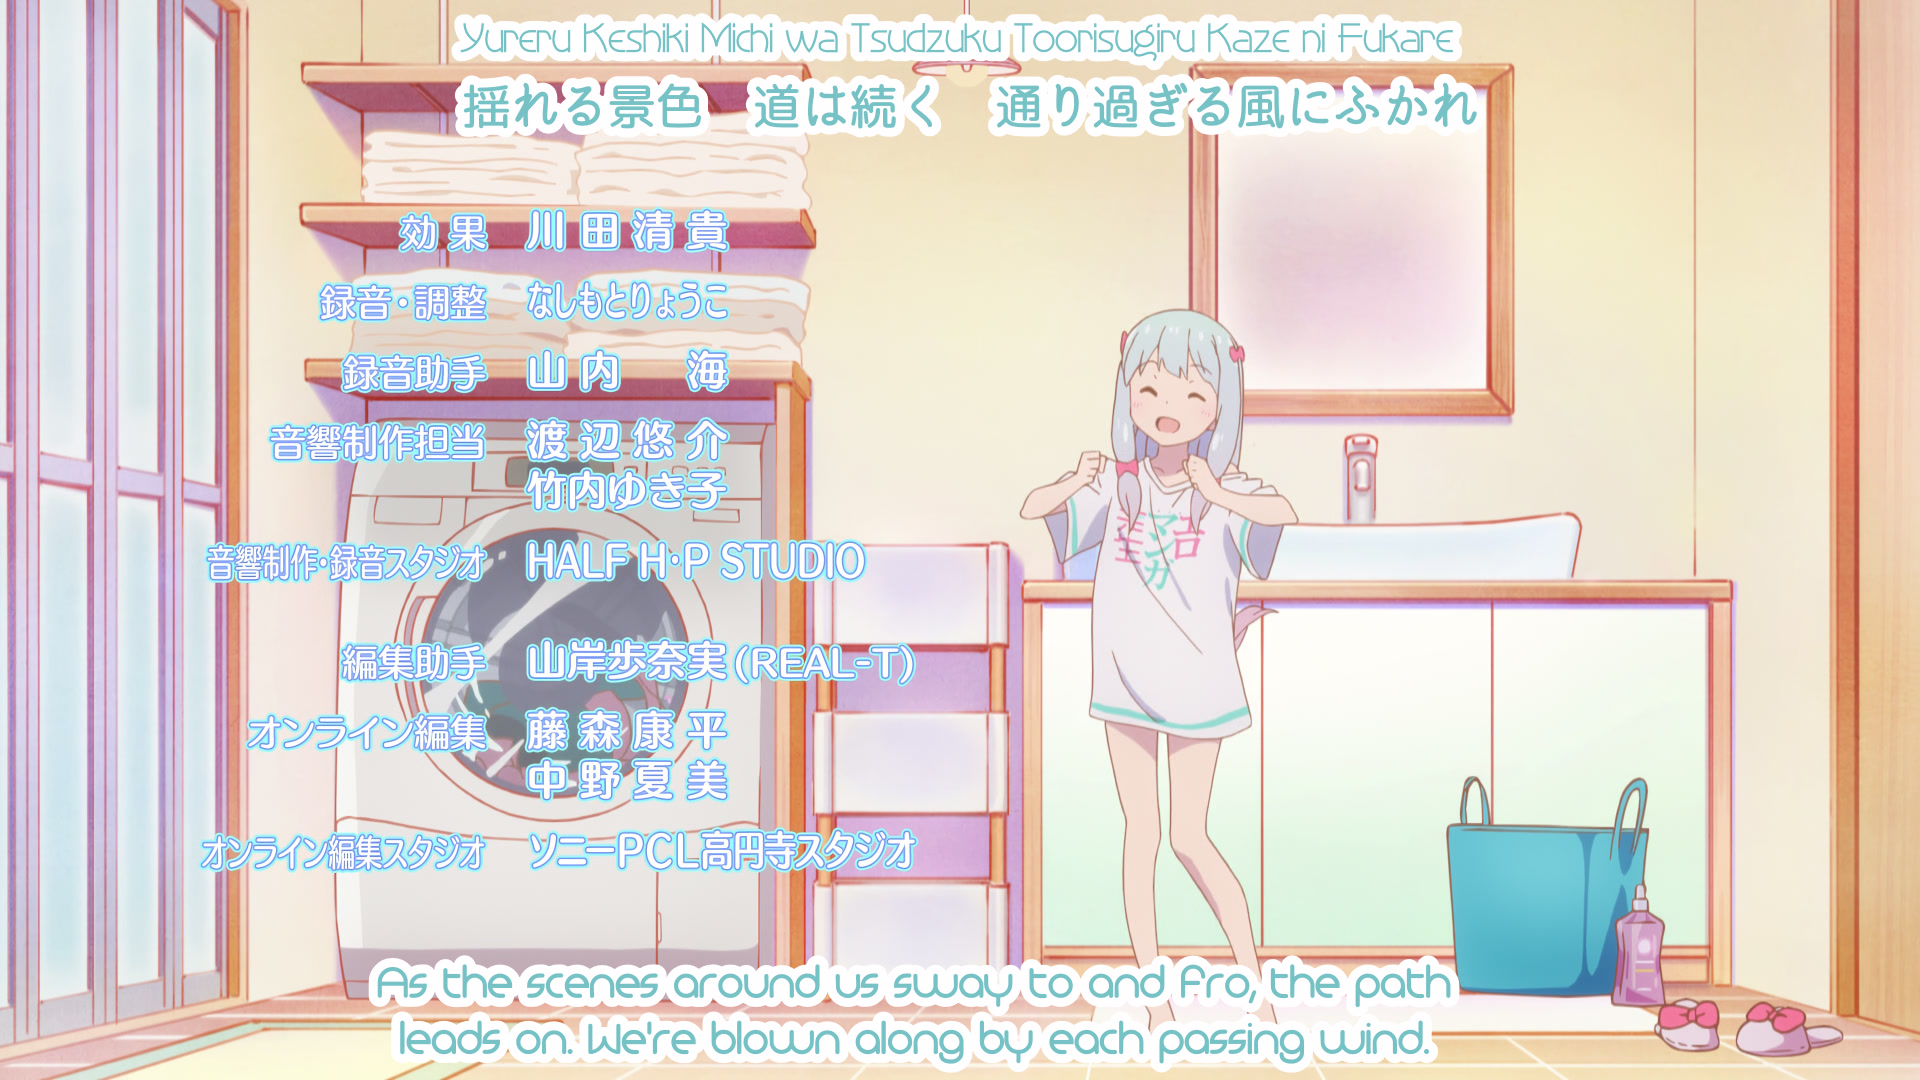 Yureru Keshiki Michi wa Tsudzuku Toorisugiru Kaze ni Fukare
揺れる景色　道は続く　通り過ぎる風にふかれ
効果　川田清貴
録音・調整　なしもとりょうこ
録音助手　山内　海
音響制作担当　渡辺悠介
竹内ゆき子
音響制作・録音スタジオ　HALF H・P STUDIO
編集助手　山岸歩奈実(REAL-T)
オンライン編集　藤森康平
中野夏美
オンライン編集スタジオ　ソニーPCL高円寺スタジオ
マンガ
As the scenes around us sway to and fro, the path
leads on. We're blown along by each passing wind.